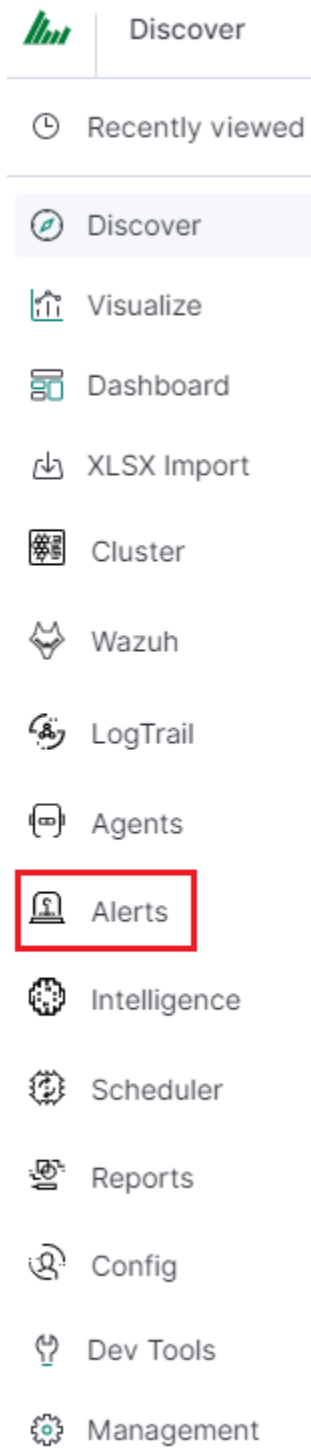 Discover
Recently viewed
Discover
Visualize
Dashboard
XLSX Import
Cluster
Wazuh
LogTrail
Agents
Alerts
Intelligence
Scheduler
Reports
Config
Dev Tools
Management